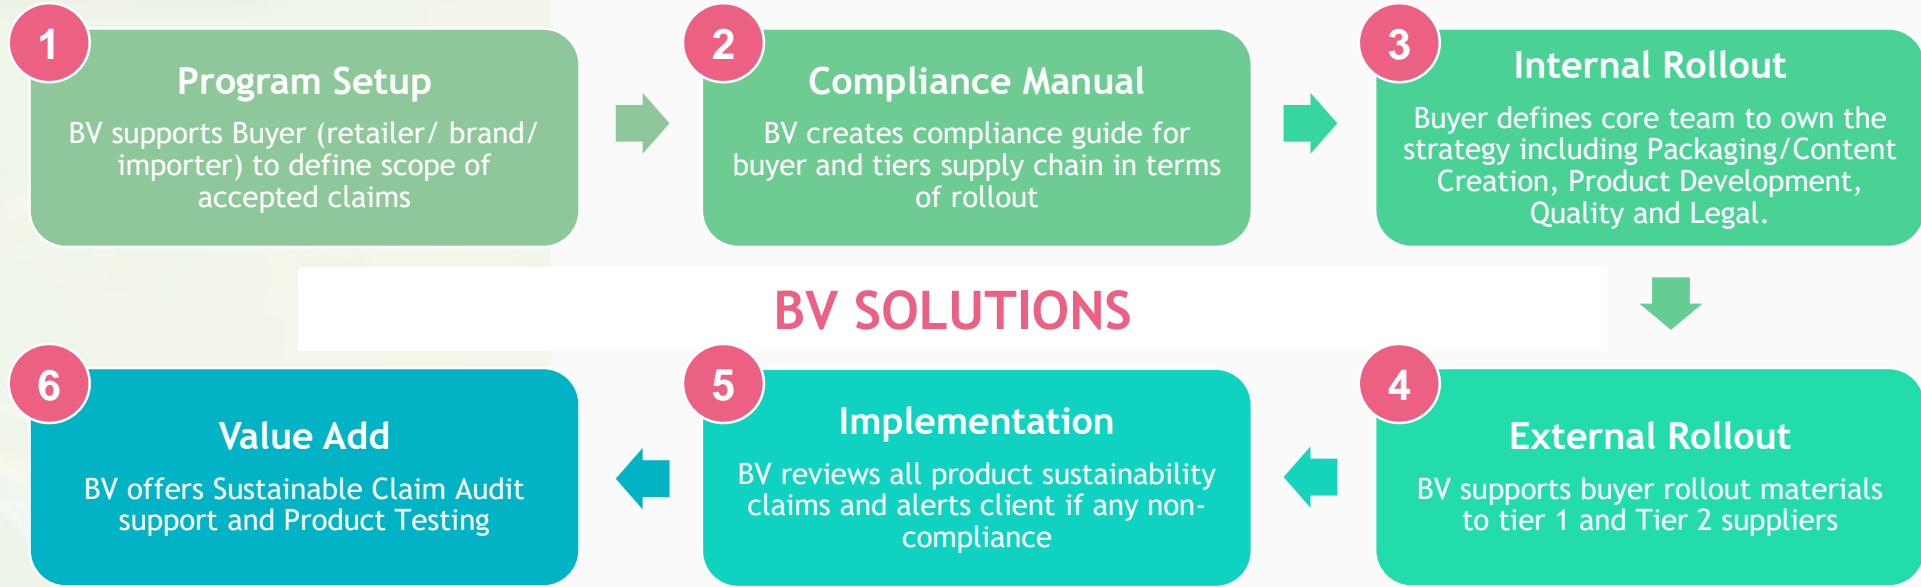 1
Program Setup
BV supports Buyer (retailer/ brand/
importer) to define scope of
accepted claims
2
Compliance Manual
BV creates compliance guide for
buyer and tiers supply chain in terms
of rollout
3
Internal Rollout
Buyer defines core team to own the
strategy including Packaging/Content
Creation, Product Development,
Quality and Legal.
BV SOLUTIONS
4
External Rollout
BV supports buyer rollout materials
to tier 1 and Tier 2 suppliers
5
Implementation
BV reviews all product sustainability
claims and alerts client if any non-
compliance
6
Value Add
BV offers Sustainable Claim Audit
support and Product Testing